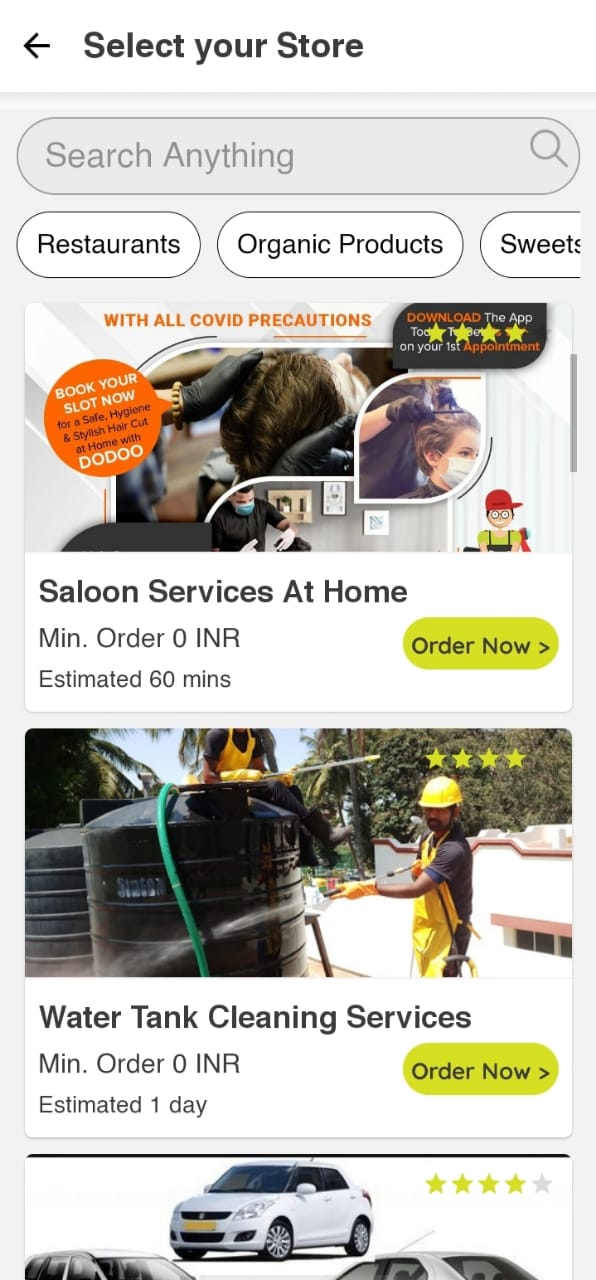 Select your Store
Search Anything
Restaurants
Organic Products
Sweets
WITH ALL COVID PRECAUTIONS
DOWNLOAD The App
on your 1st Appointment
BOOK YOUR
SLOT NOW
for a Safe, Hygiene
& Stylish Hair Cut
at Home with
DODOO
Saloon Services At Home
Min. Order 0 INR
Order Now >
Estimated 60 mins
Sintex
Water Tank Cleaning Services
Min. Order 0 INR
Order Now >
Estimated 1 day